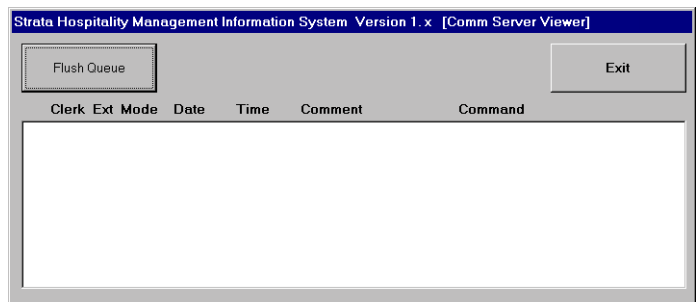 Strata Hospitality Management Information System Version 1.x [Comm Server Viewer]
Flush Queue Exit
Clerk Ext Mode Date Time Comment Command